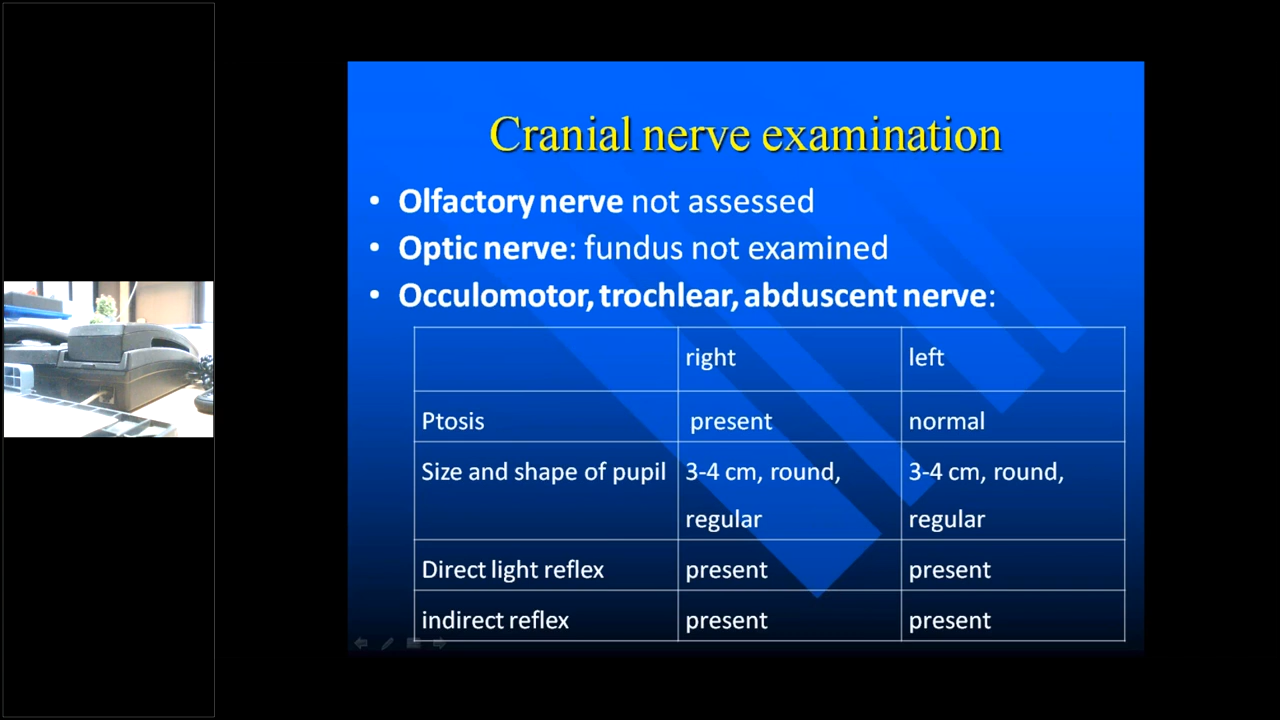 Cranial nerve examination
• Olfactory nerve not assessed
• Optic nerve: fundus not examined
• Occulomotor, trochlear, abduscent nerve:
right left
Ptosis present normal
Size and shape of pupil 3-4 cm, round, 3-4 cm, round,
regular regular
Direct light reflex present present
indirect reflex present present